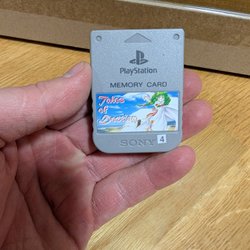 PlayStation
MEMORY CARD
Tales
of
Destiny
SONY 4